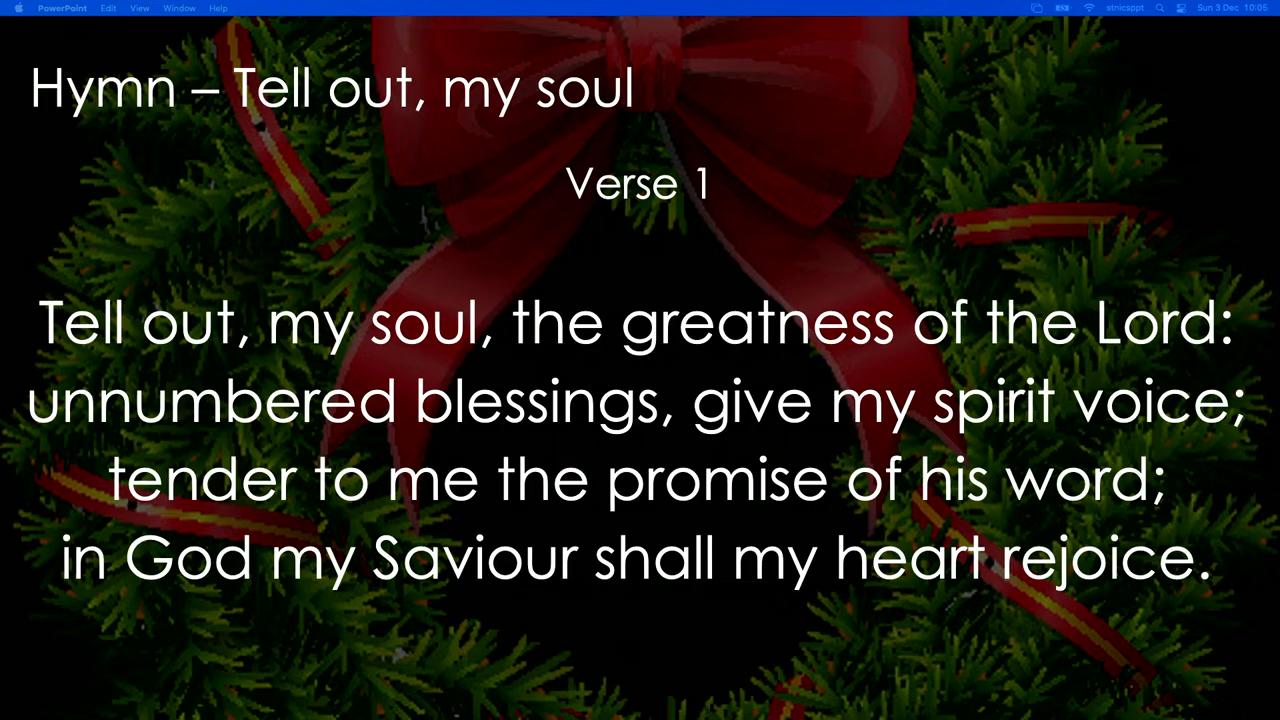 PowerPoint Edit View Window Help stnicsppt Sun 3 Dec 10:05
Hymn – Tell out, my soul
Verse 1
Tell out, my soul, the greatness of the Lord:
unnumbered blessings, give my spirit voice;
tender to me the promise of his word;
in God my Saviour shall my heart rejoice.